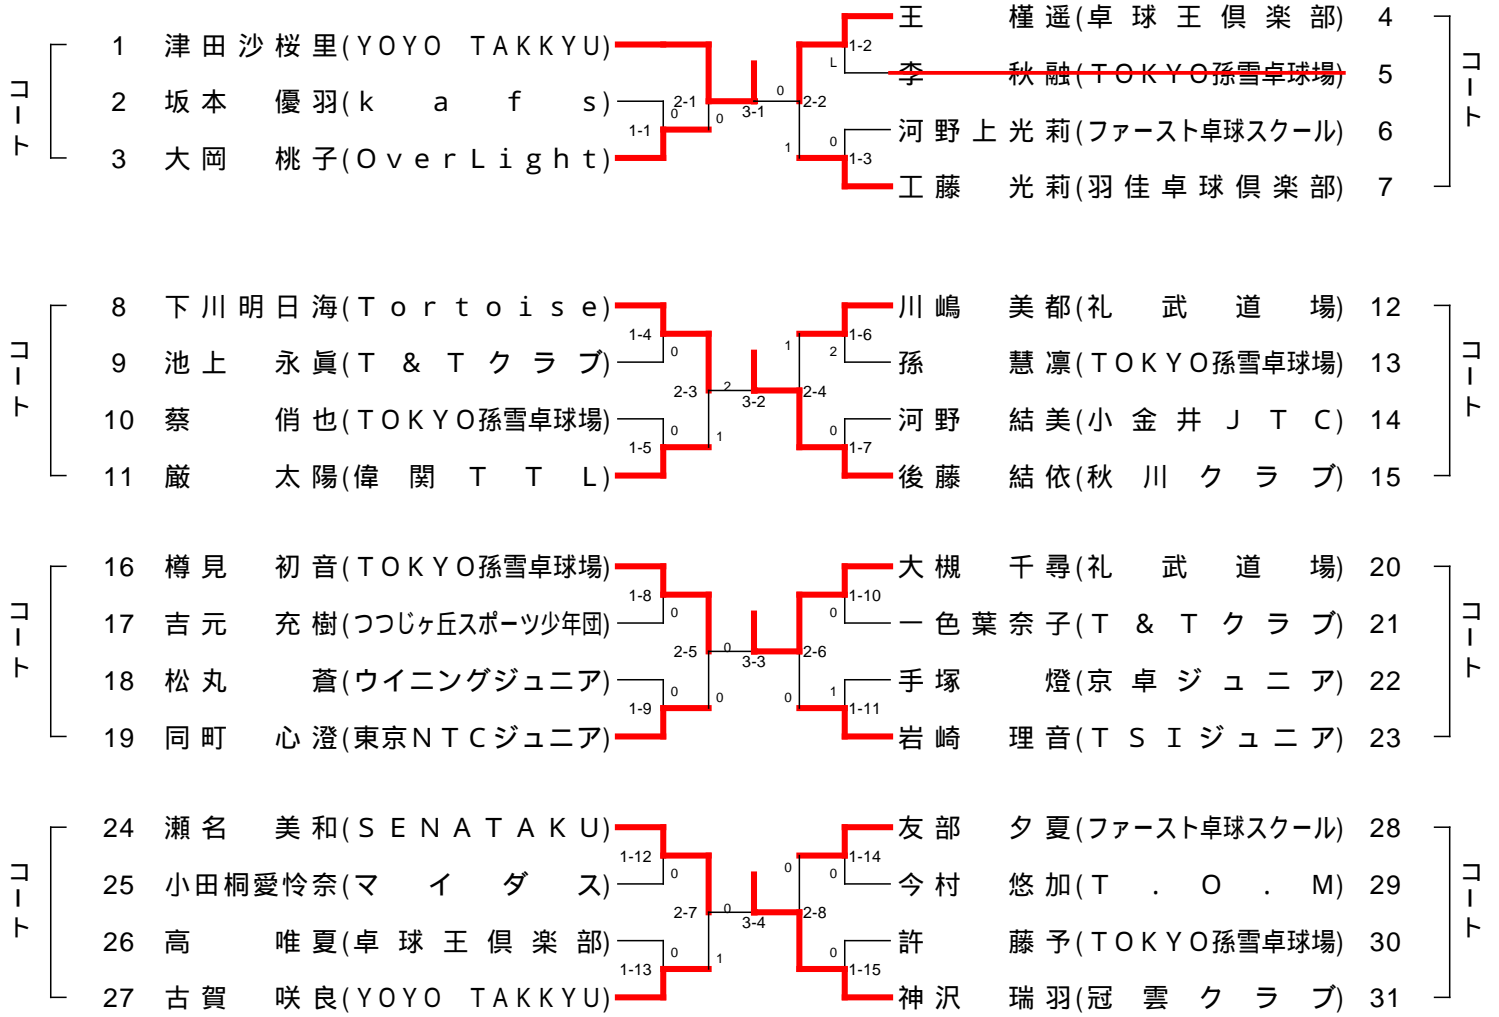 コート
1 津田沙桜里(YOYO TAKKYU)
2 坂本 優羽(kafs)
3 大岡 桃子(OverLight)
1-1
0
2-1
0
3-1
0
2-2
1
1-2
L
1-3
0
王 槿遥(卓球王倶楽部) 4
李 秋融(TOKYO孫雪卓球場) 5
河野上光莉(ファースト卓球スクール) 6
工藤 光莉(羽佳卓球倶楽部) 7
コート
コート
8 下川明日海(Tortoise)
9 池上 永眞(T&Tクラブ)
10 蔡 俏也(TOKYO孫雪卓球場)
11 厳 太陽(偉関TTL)
1-4
0
1-5
0
2-3
1
2
3-2
2-4
1
1-6
2
1-7
0
川嶋 美都(礼武道場) 12
孫 慧凛(TOKYO孫雪卓球場) 13
河野 結美(小金井JTC) 14
後藤 結依(秋川クラブ) 15
コート
コート
16 樽見 初音(TOKYO孫雪卓球場)
17 吉元 充樹(つつじヶ丘スポーツ少年団)
18 松丸 蒼(ウイニングジュニア)
19 同町 心澄(東京NTCジュニア)
1-8
0
1-9
0
2-5
0
0
3-3
2-6
0
1-10
0
1-11
1
大槻 千尋(礼武道場) 20
一色葉奈子(T&Tクラブ) 21
手塚 燈(京卓ジュニア) 22
岩崎 理音(TSIジュニア) 23
コート
コート
24 瀬名 美和(SENATAKU)
25 小田桐愛怜奈(マイダス)
26 高 唯夏(卓球王倶楽部)
27 古賀 咲良(YOYO TAKKYU)
1-12
0
1-13
0
2-7
1
0
3-4
2-8
0
1-14
0
1-15
0
友部 夕夏(ファースト卓球スクール) 28
今村 悠加(T.O.M) 29
許 藤予(TOKYO孫雪卓球場) 30
神沢 瑞羽(冠雲クラブ) 31
コート